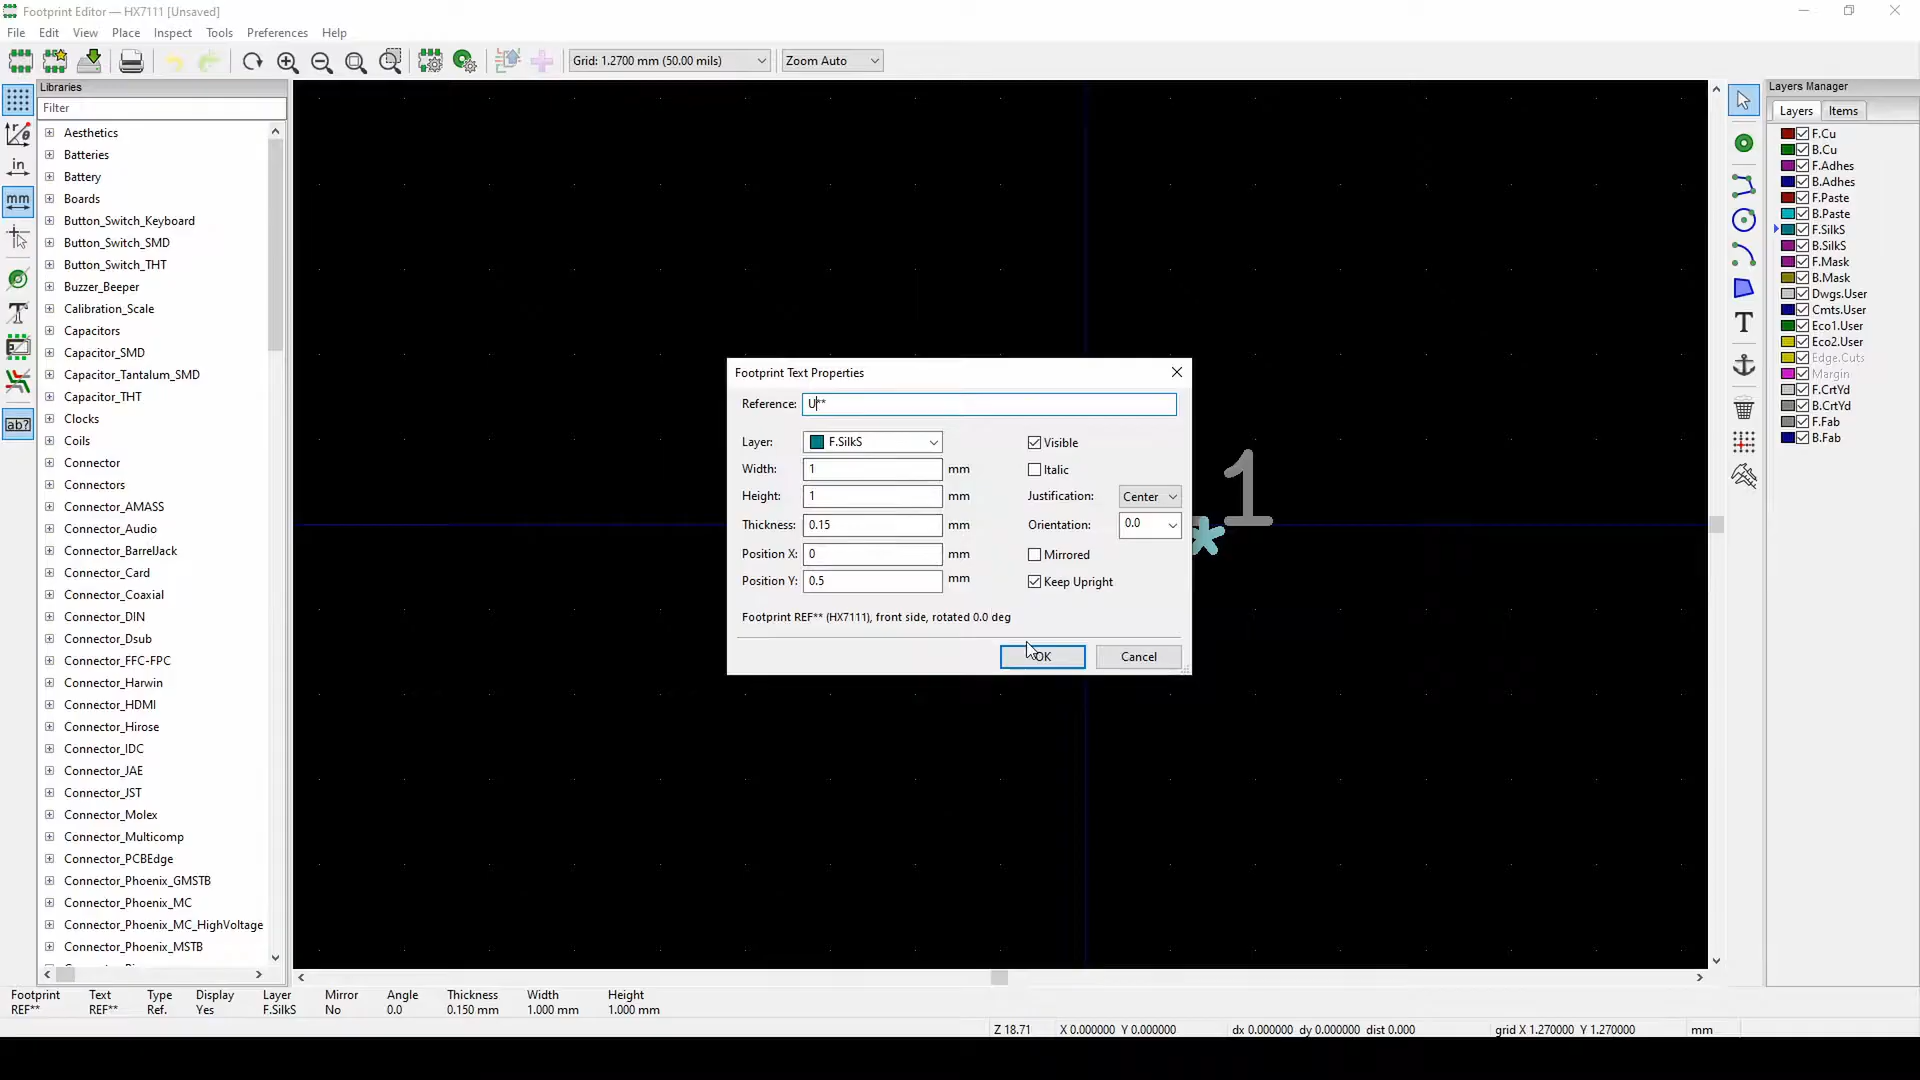 Footprint Editor — HX7111 [Unsaved]
File Edit View Place Inspect Tools Preferences Help
Grid: 1.2700 mm (50.00 mils)
Zoom Auto
in
mm
ab?
Libraries
Filter
Aesthetics
Batteries
Battery
Boards
Button_Switch_Keyboard
Button_Switch_SMD
Button_Switch_THT
Buzzer_Beeper
Calibration_Scale
Capacitors
Capacitor_SMD
Capacitor_Tantalum_SMD
Capacitor_THT
Clocks
Coils
Connector
Connectors
Connector_AMASS
Connector_Audio
Connector_BarrelJack
Connector_Card
Connector_Coaxial
Connector_DIN
Connector_Dsub
Connector_FFC-FPC
Connector_Harwin
Connector_HDMI
Connector_Hirose
Connector_IDC
Connector_JAE
Connector_JST
Connector_Molex
Connector_Multicomp
Connector_PCBEdge
Connector_Phoenix_GMSTB
Connector_Phoenix_MC
Connector_Phoenix_MC_HighVoltage
Connector_Phoenix_MSTB
Footprint Text Properties
Reference: U**
Layer: F.SilkS
Width: 1 mm
Height: 1 mm
Thickness: 0.15 mm
Position X: 0 mm
Position Y: 0.5 mm
Visible
Italic
Justification: Center
Orientation: 0.0
Mirrored
Keep Upright
Footprint REF** (HX7111), front side, rotated 0.0 deg
OK
Cancel
1
*
T
Layers Manager
Layers
Items
F.Cu
B.Cu
F.Adhes
B.Adhes
F.Paste
B.Paste
F.SilkS
B.SilkS
F.Mask
B.Mask
Dwgs.User
Cmts.User
Eco1.User
Eco2.User
Edge.Cuts
Margin
F.CrtYd
B.CrtYd
F.Fab
B.Fab
Footprint Text Type Display Layer Mirror Angle Thickness Width Height
REF** REF** Ref. Yes F.SilkS No 0.0 0.150 mm 1.000 mm 1.000 mm
Z 18.71 X 0.000000 Y 0.000000 dx 0.000000 dy 0.000000 dist 0.000 grid X 1.270000 Y 1.270000 mm